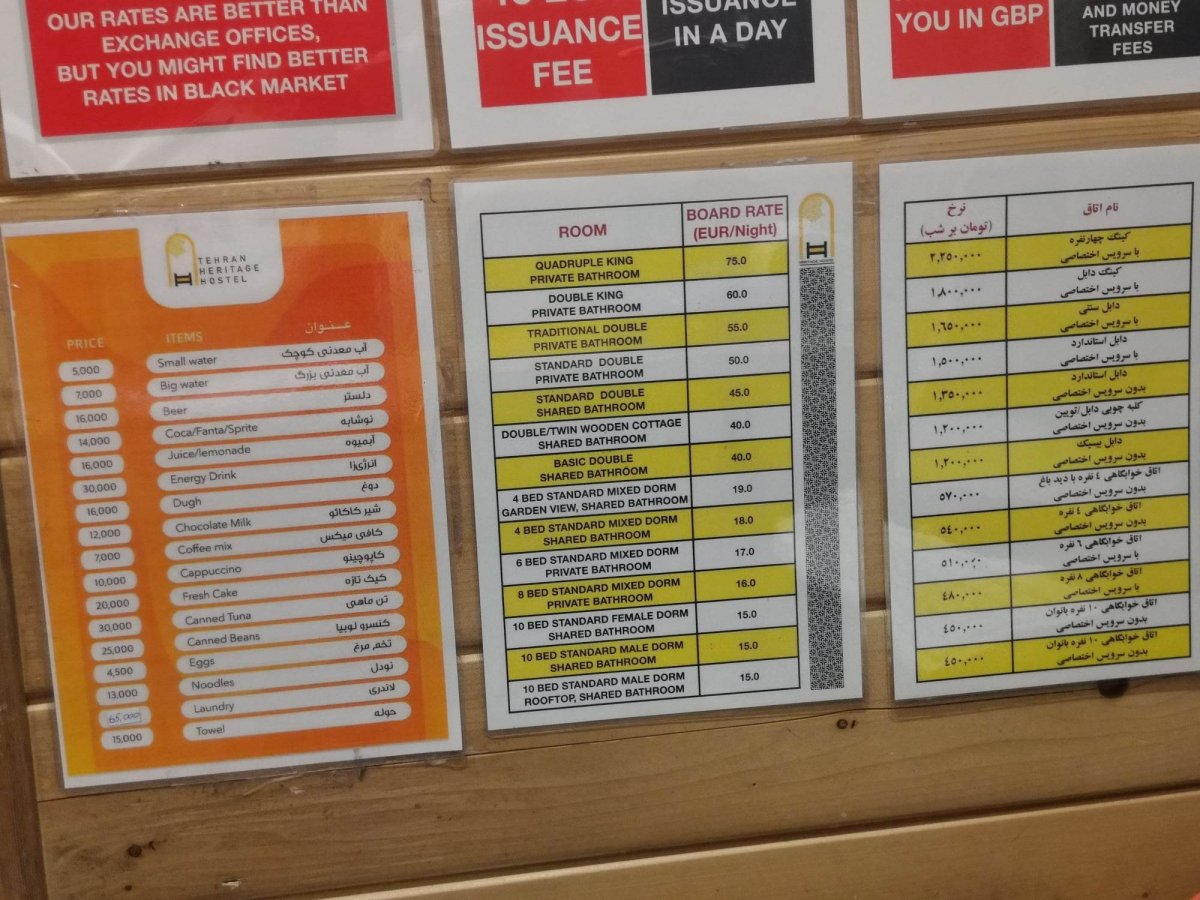 OUR RATES ARE BETTER THAN
EXCHANGE OFFICES,
BUT YOU MIGHT FIND BETTER
RATES IN BLACK MARKET
ISSUANCE
FEE
ISSUANCE
IN A DAY
YOU IN GBP
AND MONEY
TRANSFER
FEES
TEHRAN
HERITAGE
HOSTEL
PRICE ITEMS عنوان
5,000 Small water آب معدنی کوچک
7,000 Big water آب معدنی بزرگ
16,000 Beer دلستر
14,000 Coca/Fanta/Sprite نوشابه
16,000 Juice/lemonade آبمیوه
30,000 Energy Drink انرژی‌زا
16,000 Dugh دوغ
12,000 Chocolate Milk شیر کاکائو
7,000 Coffee mix کافی میکس
10,000 Cappuccino کاپوچینو
20,000 Fresh Cake کیک تازه
30,000 Canned Tuna تن ماهی
25,000 Canned Beans کنسرو لوبیا
4,500 Eggs تخم مرغ
13,000 Noodles نودل
65,000 Laundry لاندری
15,000 Towel حوله
ROOM BOARD RATE
(EUR/Night)
QUADRUPLE KING
PRIVATE BATHROOM 75.0
DOUBLE KING
PRIVATE BATHROOM 60.0
TRADITIONAL DOUBLE
PRIVATE BATHROOM 55.0
STANDARD DOUBLE
PRIVATE BATHROOM 50.0
STANDARD DOUBLE
SHARED BATHROOM 45.0
DOUBLE/TWIN WOODEN COTTAGE
SHARED BATHROOM 40.0
BASIC DOUBLE
SHARED BATHROOM 40.0
4 BED STANDARD MIXED DORM
GARDEN VIEW, SHARED BATHROOM 19.0
4 BED STANDARD MIXED DORM
SHARED BATHROOM 18.0
6 BED STANDARD MIXED DORM
PRIVATE BATHROOM 17.0
8 BED STANDARD MIXED DORM
PRIVATE BATHROOM 16.0
10 BED STANDARD FEMALE DORM
SHARED BATHROOM 15.0
10 BED STANDARD MALE DORM
SHARED BATHROOM 15.0
10 BED STANDARD MALE DORM
ROOFTOP, SHARED BATHROOM 15.0
HERITAGE HOSTEL
نام اتاق نرخ
(تومان بر شب)
کینگ چهارنفره
با سرویس اختصاصی ۲,۲۵۰,۰۰۰
کینگ دابل
با سرویس اختصاصی ۱,۸۰۰,۰۰۰
دابل سنتی
با سرویس اختصاصی ۱,۶۵۰,۰۰۰
دابل استاندارد
با سرویس اختصاصی ۱,۵۰۰,۰۰۰
دابل استاندارد
بدون سرویس اختصاصی ۱,۳۵۰,۰۰۰
کلبه چوبی دابل/تویین
بدون سرویس اختصاصی ۱,۲۰۰,۰۰۰
دابل بیسیک
بدون سرویس اختصاصی ۱,۲۰۰,۰۰۰
اتاق خوابگاهی ٤ نفره با دید باغ
بدون سرویس اختصاصی ۵۷۰,۰۰۰
اتاق خوابگاهی ٤ نفره
بدون سرویس اختصاصی ۵٤۰,۰۰۰
اتاق خوابگاهی ٦ نفره
با سرویس اختصاصی ۵۱۰,۰۰۰
اتاق خوابگاهی ۸ نفره
با سرویس اختصاصی ٤۸۰,۰۰۰
اتاق خوابگاهی ۱۰ نفره بانوان
بدون سرویس اختصاصی ٤۵۰,۰۰۰
اتاق خوابگاهی ۱۰ نفره بانوان
بدون سرویس اختصاصی ٤۵۰,۰۰۰